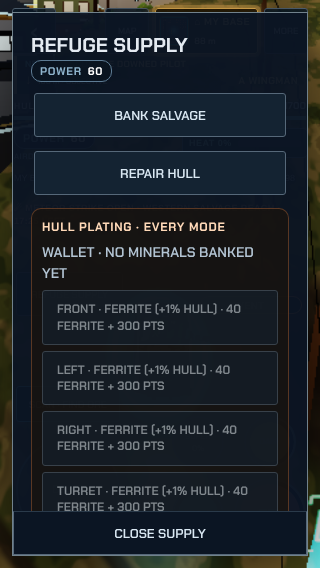 REFUGE SUPPLY
POWER 60
BANK SALVAGE
REPAIR HULL
HULL PLATING · EVERY MODE
WALLET · NO MINERALS BANKED
YET
FRONT · FERRITE (+1% HULL) · 40
FERRITE + 300 PTS
LEFT · FERRITE (+1% HULL) · 40
FERRITE + 300 PTS
RIGHT · FERRITE (+1% HULL) · 40
FERRITE + 300 PTS
TURRET · FERRITE (+1% HULL) · 40
FERRITE + 300 PTS
CLOSE SUPPLY